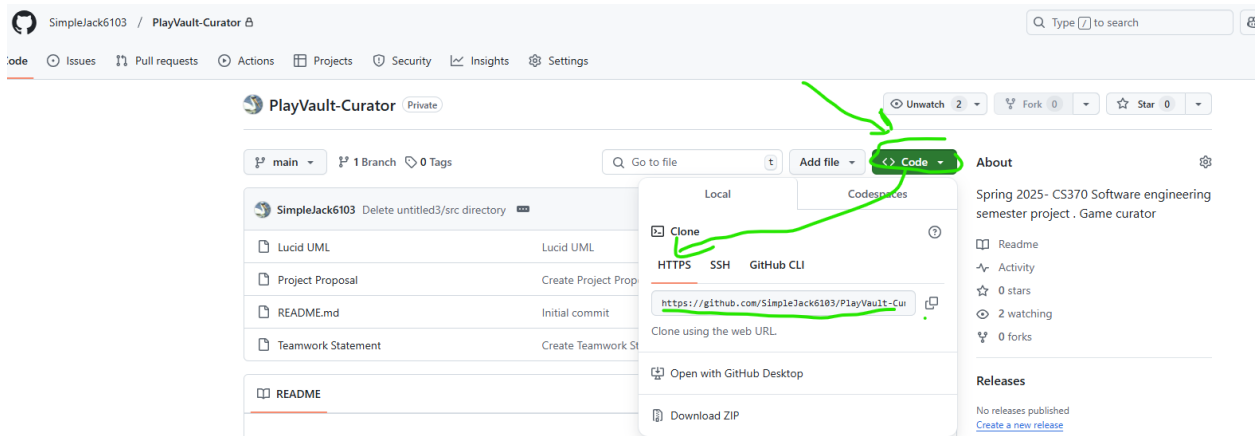 SimpleJack6103 / PlayVault-Curator
Type / to search
Code Issues Pull requests Actions Projects Security Insights Settings
PlayVault-Curator Private
Unwatch 2 Fork 0 Star 0
main 1 Branch 0 Tags Go to file t Add file <> Code About
Local Codespaces
Spring 2025- CS370 Software engineering
semester project . Game curator
SimpleJack6103 Delete untitled3/src directory
Clone
Readme
Lucid UML Lucid UML
HTTPS SSH GitHub CLI
Activity
Project Proposal Create Project Prop
0 stars
https://github.com/SimpleJack6103/PlayVault-Cu
README.md Initial commit
2 watching
Clone using the web URL.
0 forks
Teamwork Statement Create Teamwork St
Open with GitHub Desktop
Releases
README
No releases published
Download ZIP
Create a new release